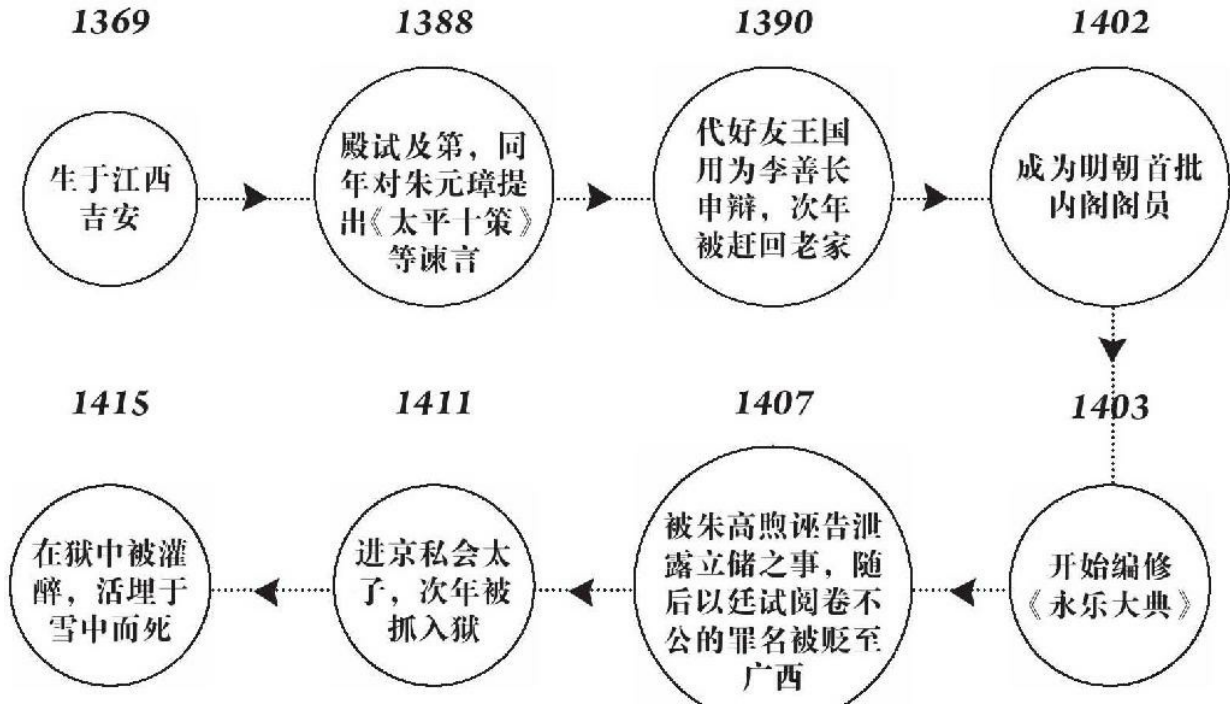 1369
生于江西
吉安
1388
殿试及第，同
年对朱元璋提
出《太平十策》
等谏言
1390
代好友王国
用为李善长
申辩，次年
被赶回老家
1402
成为明朝首批
内阁阁员
1403
开始编修
《永乐大典》
1407
被朱高煦诬告泄
露立储之事，随
后以廷试阅卷不
公的罪名被贬至
广西
1411
进京私会太
子，次年被
抓入狱
1415
在狱中被灌
醉，活埋于
雪中而死